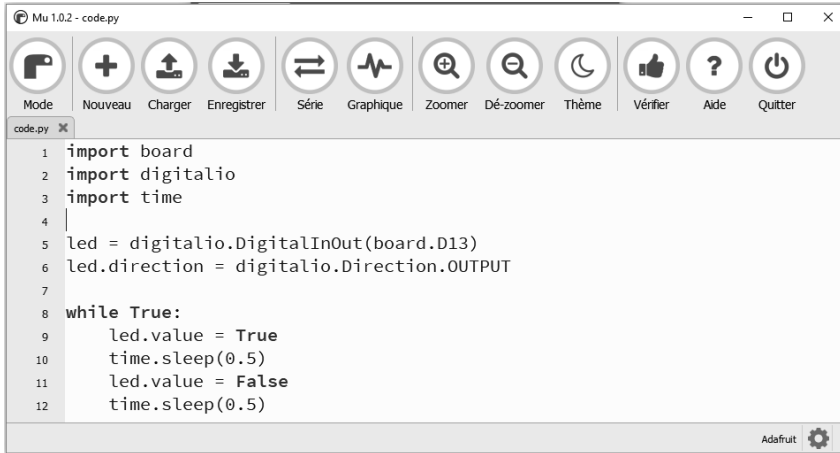 Mu 1.0.2 - code.py
Mode Nouveau Charger Enregistrer Série Graphique Zoomer Dé-zoomer Thème Vérifier Aide Quitter
code.py
1 import board
2 import digitalio
3 import time
4
5 led = digitalio.DigitalInOut(board.D13)
6 led.direction = digitalio.Direction.OUTPUT
7
8 while True:
9     led.value = True
10     time.sleep(0.5)
11     led.value = False
12     time.sleep(0.5)
Adafruit